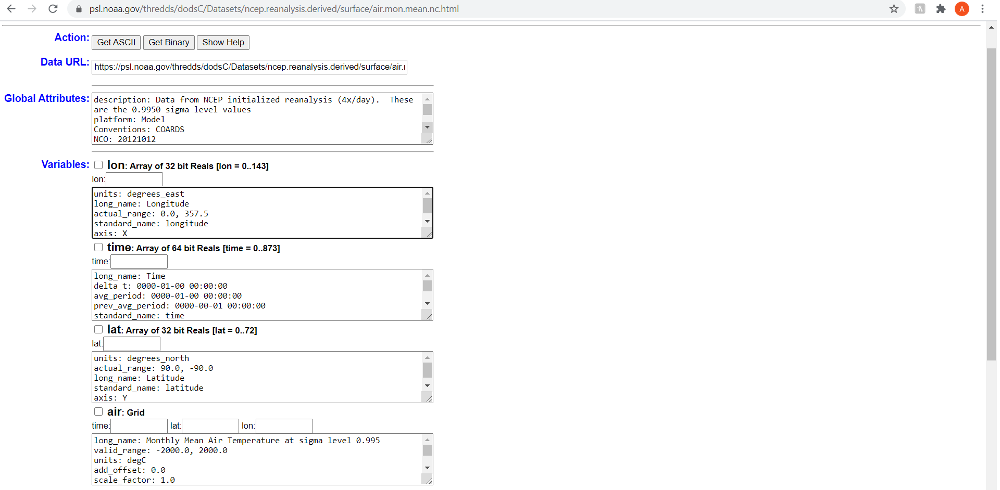 psl.noaa.gov/thredds/dodsC/Datasets/ncep.reanalysis.derived/surface/air.mon.mean.nc.html
A
Action: Get ASCII Get Binary Show Help
Data URL: https://psl.noaa.gov/thredds/dodsC/Datasets/ncep.reanalysis.derived/surface/air.
Global Attributes: description: Data from NCEP initialized reanalysis (4x/day).  These
are the 0.9950 sigma level values
platform: Model
Conventions: COARDS
NCO: 20121012
Variables: lon: Array of 32 bit Reals [lon = 0..143]
lon:
units: degrees_east
long_name: Longitude
actual_range: 0.0, 357.5
standard_name: longitude
axis: X
time: Array of 64 bit Reals [time = 0..873]
time:
long_name: Time
delta_t: 0000-01-00 00:00:00
avg_period: 0000-01-00 00:00:00
prev_avg_period: 0000-00-01 00:00:00
standard_name: time
lat: Array of 32 bit Reals [lat = 0..72]
lat:
units: degrees_north
actual_range: 90.0, -90.0
long_name: Latitude
standard_name: latitude
axis: Y
air: Grid
time: lat: lon:
long_name: Monthly Mean Air Temperature at sigma level 0.995
valid_range: -2000.0, 2000.0
units: degC
add_offset: 0.0
scale_factor: 1.0